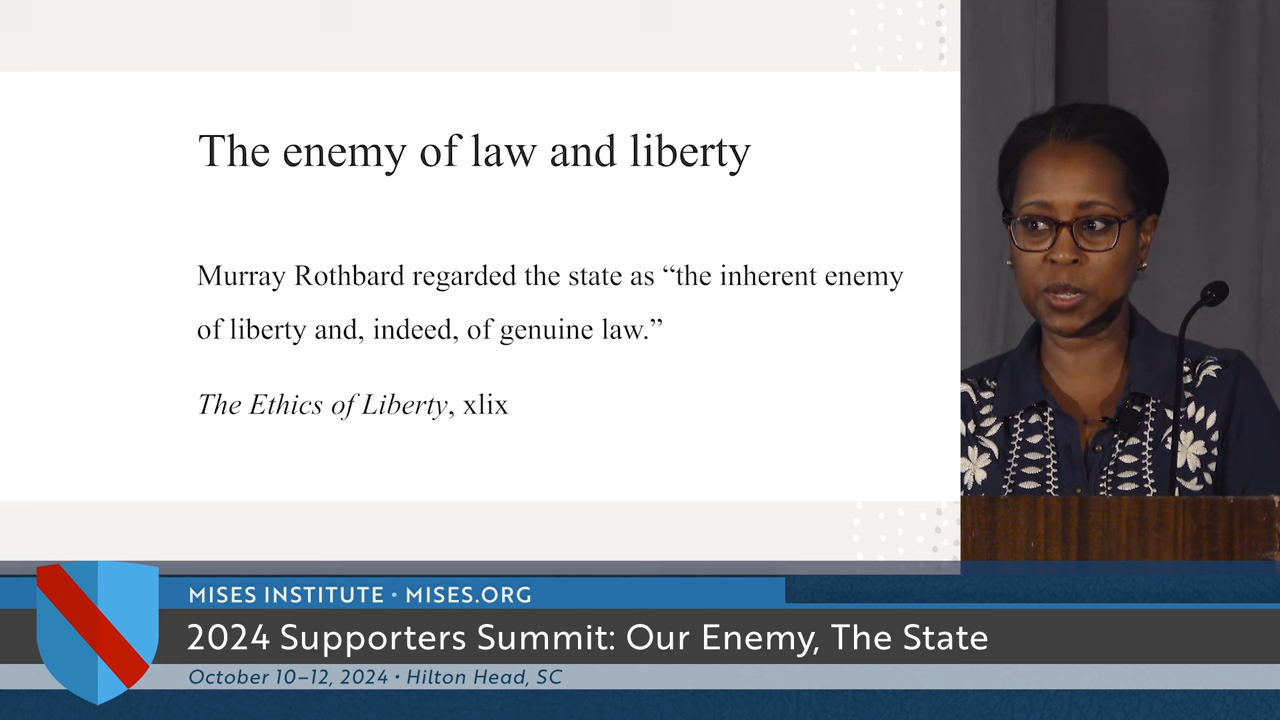 The enemy of law and liberty
Murray Rothbard regarded the state as “the inherent enemy
of liberty and, indeed, of genuine law.”
The Ethics of Liberty, xlix
MISES INSTITUTE • MISES.ORG
2024 Supporters Summit: Our Enemy, The State
October 10–12, 2024 • Hilton Head, SC